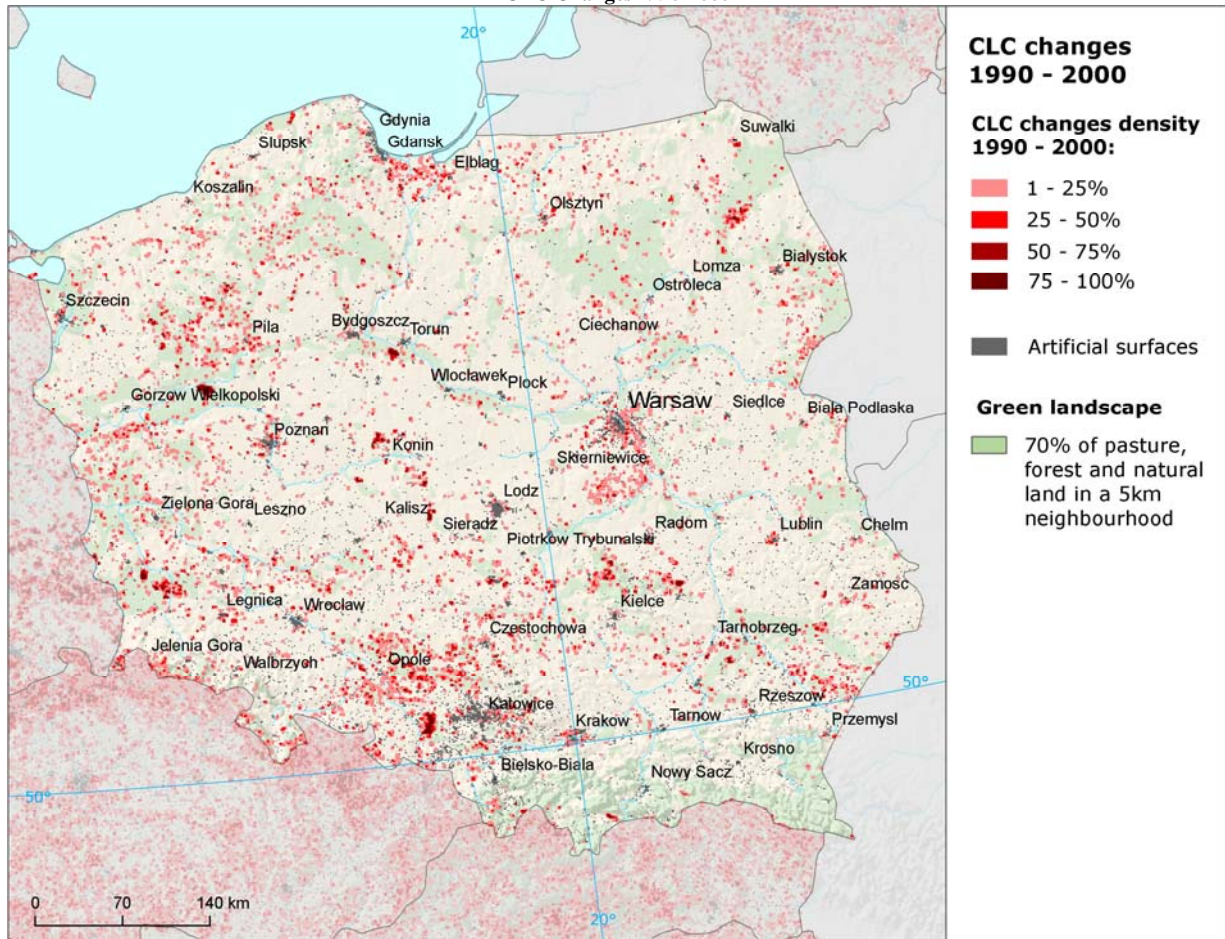 20°
Gdynia
Gdansk
Slupsk
Suwalki
Elblag
Koszalin
Olsztyn
Bialystok
Lomza
Ostroleca
Szczecin
Pila
Bydgoszcz
Torun
Ciechanow
Wloclawek
Plock
Gorzow Wielkopolski
Warsaw
Siedlce
Biala Podlaska
Poznan
Konin
Skierniewice
Zielona Gora
Leszno
Kalisz
Sieradz
Lodz
Radom
Lublin
Chelm
Piotrkow Trybunalski
Zamosc
Legnica
Wroclaw
Kielce
Czestochowa
Tarnobrzeg
Jelenia Gora
Walbrzych
Opole
50°
Katowice
Rzeszow
Krakow
Tarnow
Przemysl
Krosno
Bielsko-Biala
Nowy Sacz
50°
0 70 140 km
20°
CLC changes
1990 - 2000
CLC changes density
1990 - 2000:
1 - 25%
25 - 50%
50 - 75%
75 - 100%
Artificial surfaces
Green landscape
70% of pasture,
forest and natural
land in a 5km
neighbourhood